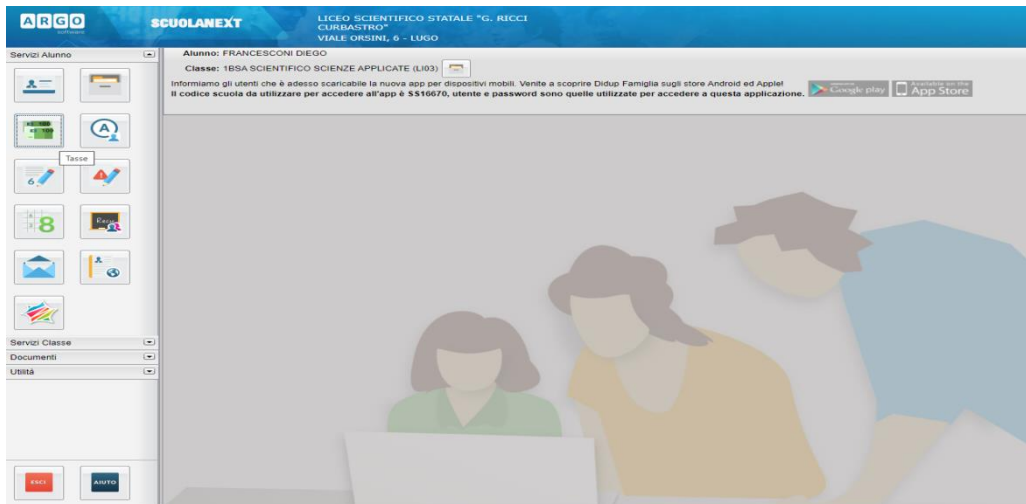 ARGO
software
SCUOLANEXT
LICEO SCIENTIFICO STATALE "G. RICCI
CURBASTRO"
VIALE ORSINI, 6 - LUGO
Servizi Alunno
Alunno: FRANCESCONI DIEGO
Classe: 1BSA SCIENTIFICO SCIENZE APPLICATE (LI03)
Informiamo gli utenti che è adesso scaricabile la nuova app per dispositivi mobili. Venite a scoprire Didup Famiglia sugli store Android ed Apple!
Il codice scuola da utilizzare per accedere all'app è SS16670, utente e password sono quelle utilizzate per accedere a questa applicazione.
Google play
Available on the
App Store
A
Tasse
6
8
Servizi Classe
Documenti
Utilità
ESCI
AIUTO